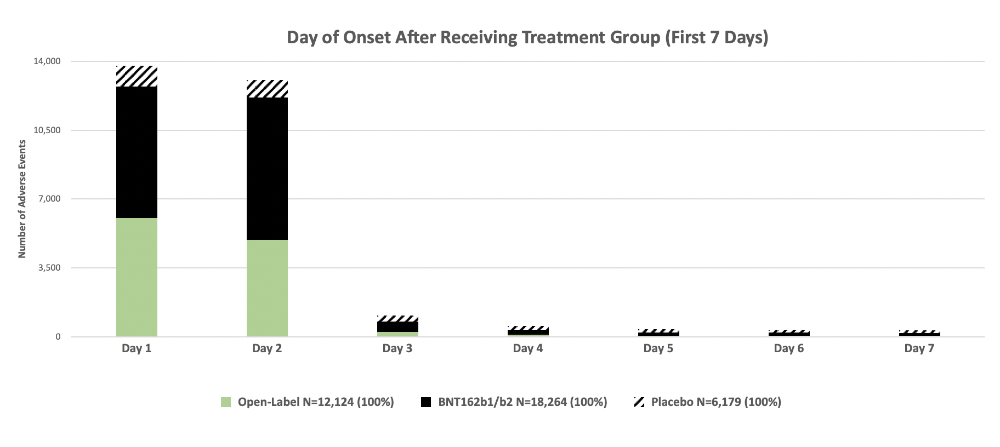 Day of Onset After Receiving Treatment Group (First 7 Days)
Number of Adverse Events
14,000
10,500
7,000
3,500
0
Day 1 Day 2 Day 3 Day 4 Day 5 Day 6 Day 7
Open-Label N=12,124 (100%) BNT162b1/b2 N=18,264 (100%) Placebo N=6,179 (100%)